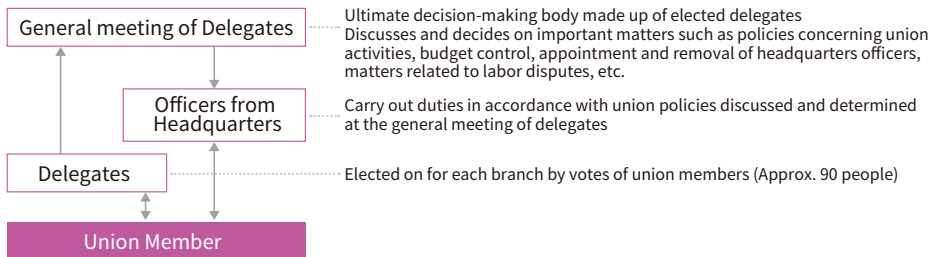 General meeting of Delegates
Ultimate decision-making body made up of elected delegates
Discusses and decides on important matters such as policies concerning union
activities, budget control, appointment and removal of headquarters officers,
matters related to labor disputes, etc.
Officers from
Headquarters
Carry out duties in accordance with union policies discussed and determined
at the general meeting of delegates
Delegates
Elected on for each branch by votes of union members (Approx. 90 people)
Union Member